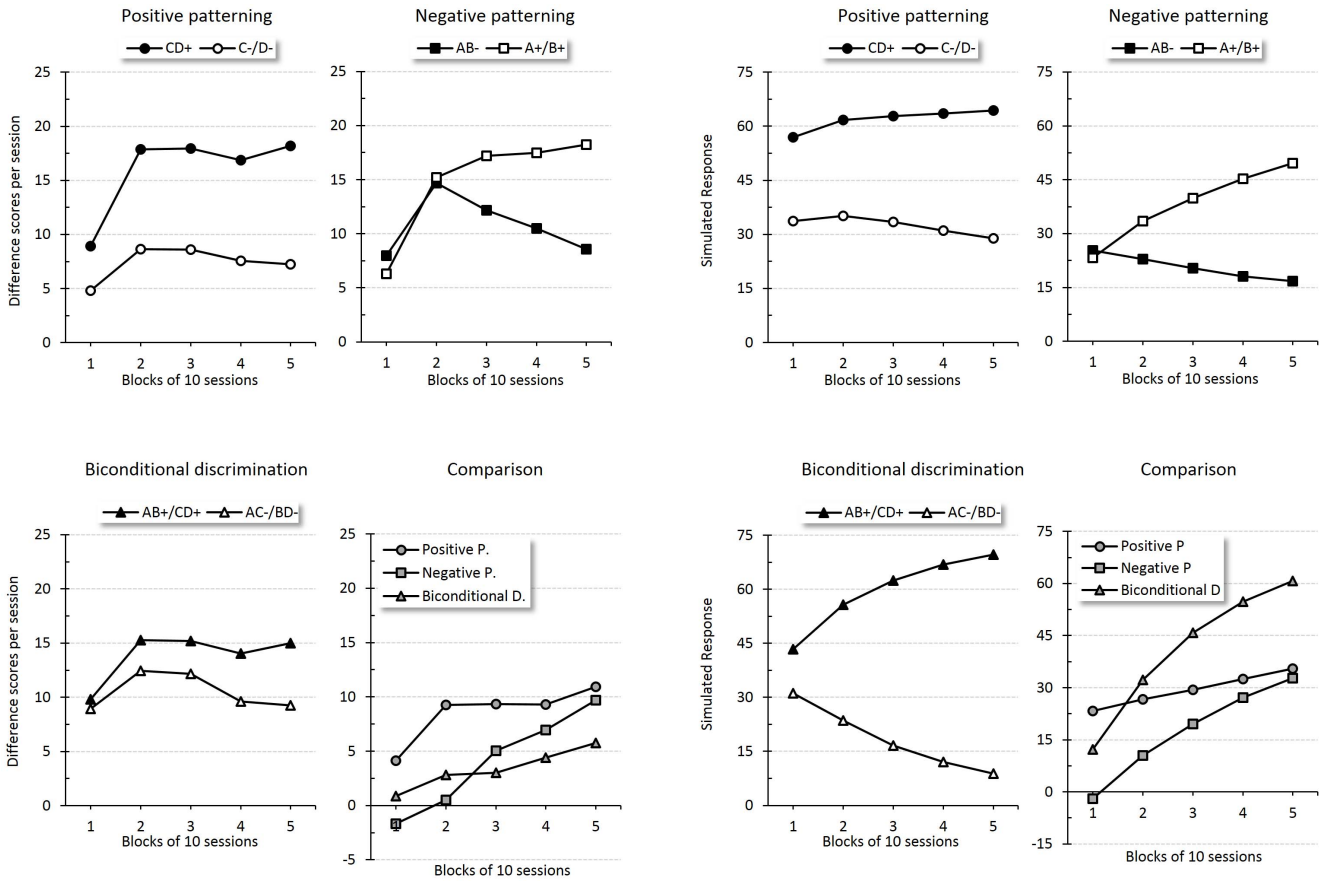 Positive patterning
CD+ C-/D-
Difference scores per session
25
20
15
10
5
0
1 2 3 4 5
Blocks of 10 sessions
Negative patterning
AB- A+/B+
25
20
15
10
5
0
1 2 3 4 5
Blocks of 10 sessions
Positive patterning
CD+ C-/D-
Simulated Response
75
60
45
30
15
0
1 2 3 4 5
Blocks of 10 sessions
Negative patterning
AB- A+/B+
75
60
45
30
15
0
1 2 3 4 5
Blocks of 10 sessions
Biconditional discrimination
AB+/CD+ AC-/BD-
Difference scores per session
25
20
15
10
5
0
1 2 3 4 5
Blocks of 10 sessions
Comparison
Positive P.
Negative P.
Biconditional D.
25
20
15
10
5
0
-5
1 2 3 4 5
Blocks of 10 sessions
Biconditional discrimination
AB+/CD+ AC-/BD-
Simulated Response
75
60
45
30
15
0
1 2 3 4 5
Blocks of 10 sessions
Comparison
Positive P
Negative P
Biconditional D
75
60
45
30
15
0
-15
1 2 3 4 5
Blocks of 10 sessions